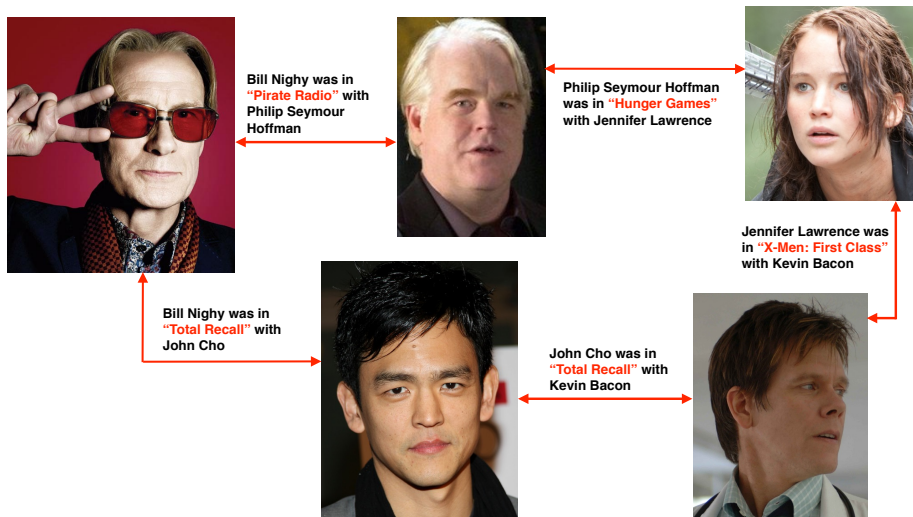 Bill Nighy was in
“Pirate Radio” with
Philip Seymour
Hoffman
Philip Seymour Hoffman
was in “Hunger Games”
with Jennifer Lawrence
Jennifer Lawrence was
in “X-Men: First Class”
with Kevin Bacon
Bill Nighy was in
“Total Recall” with
John Cho
John Cho was in
“Total Recall” with
Kevin Bacon